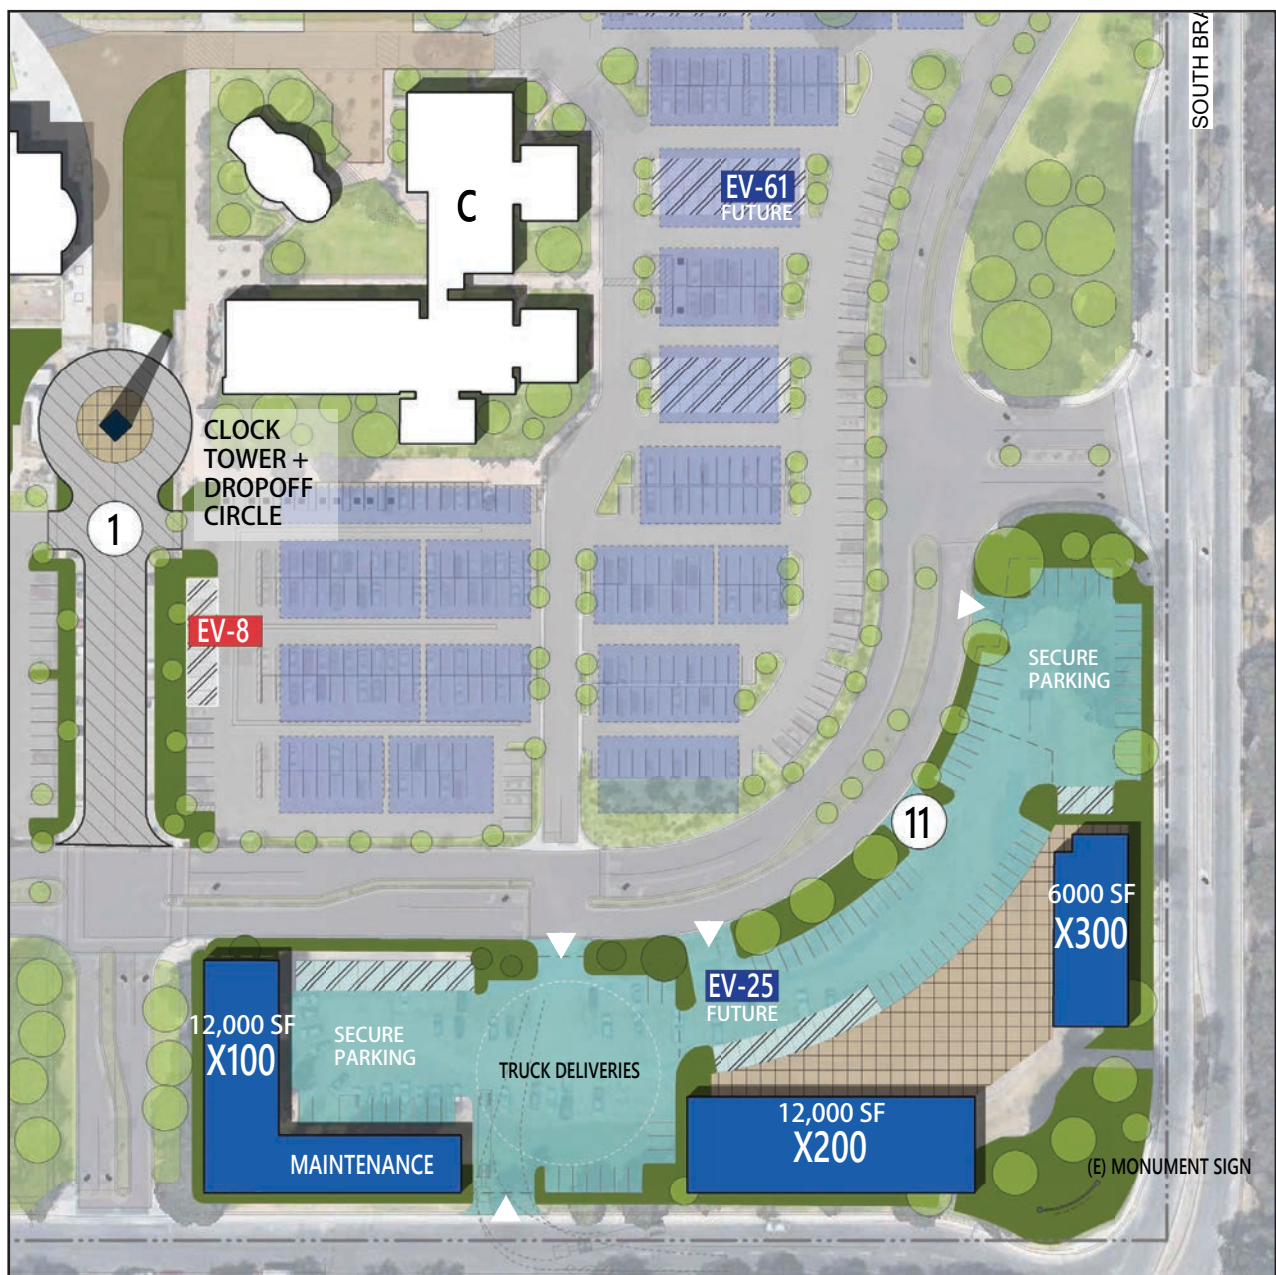 SOUTH BRA
EV-61
FUTURE
C
CLOCK
TOWER +
DROPOFF
CIRCLE
1
EV-8
SECURE
PARKING
11
6000 SF
X300
EV-25
FUTURE
12,000 SF
X100
SECURE
PARKING
TRUCK DELIVERIES
12,000 SF
X200
MAINTENANCE
(E) MONUMENT SIGN